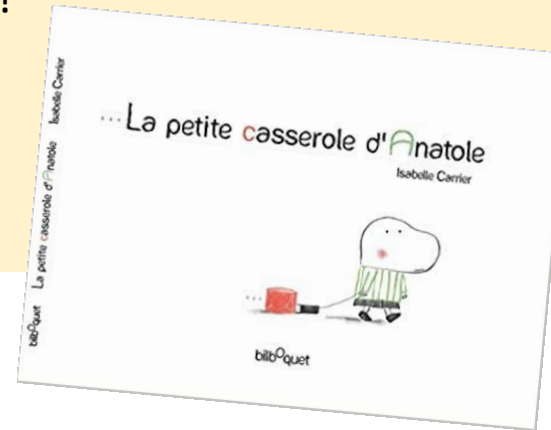 !
...La petite casserole d'Anatole
Isabelle Carrier
bilbOquet
bilbOquet La petite casserole d'Anatole Isabelle Carrier